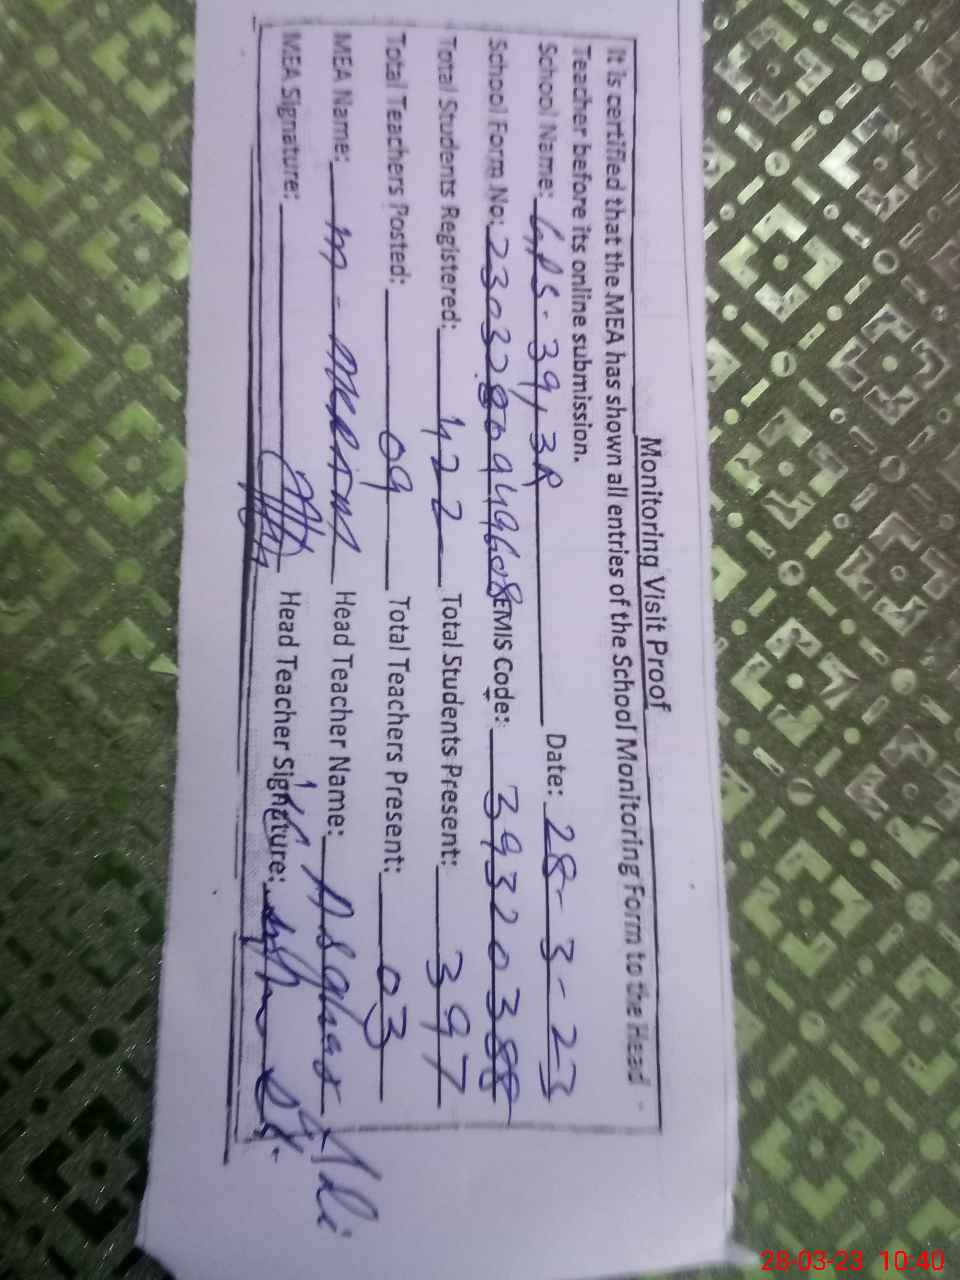 Monitoring Visit Proof
It is certified that the MEA has shown all entries of the School Monitoring Form to the Head
Teacher before its online submission.
School Name: GPS-39, 3R Date: 28-3-23
School Form No: EMIS Code: 39320388
Total Students Registered: 422 Total Students Present: 397
Total Teachers Posted: 09 Total Teachers Present: 03
MEA Name: M- Head Teacher Name: Asghar Ali
MEA Signature: Head Teacher Signature:
28-03-23 10:40